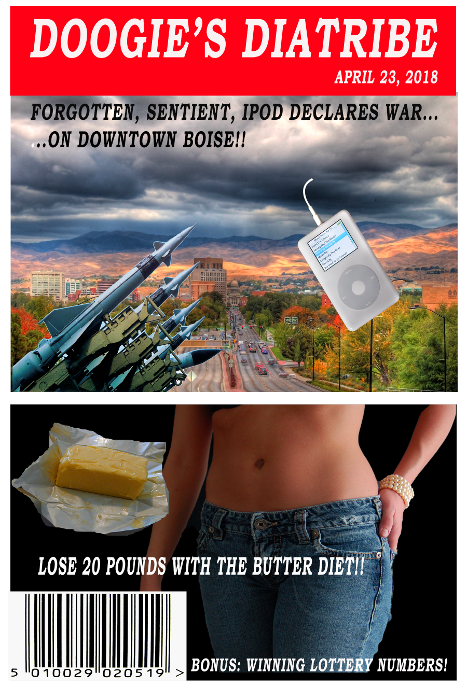 DOOGIE'S DIATRIBE
APRIL 23, 2018
FORGOTTEN, SENTIENT, IPOD DECLARES WAR...
...ON DOWNTOWN BOISE!!
LOSE 20 POUNDS WITH THE BUTTER DIET!!
5 010029 020519 >
BONUS: WINNING LOTTERY NUMBERS!